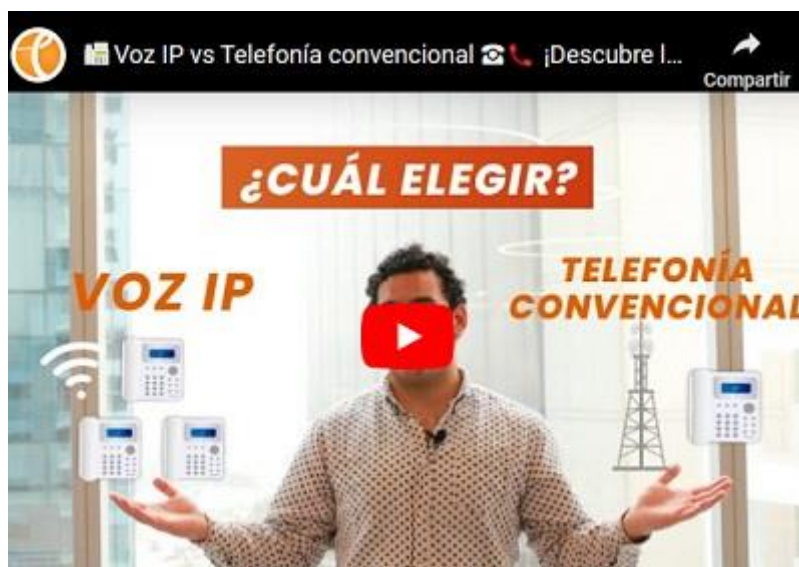 Voz IP vs Telefonía convencional ¡Descubre l...
Compartir
¿CUÁL ELEGIR?
VOZ IP
TELEFONÍA
CONVENCIONAL